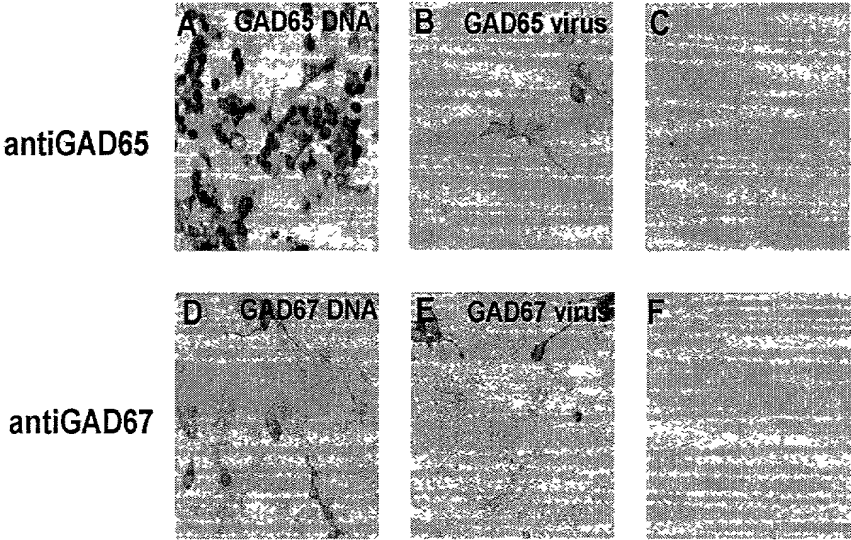 A GAD65 DNA
B GAD65 virus
C
antiGAD65
D GAD67 DNA
E GAD67 virus
F
antiGAD67